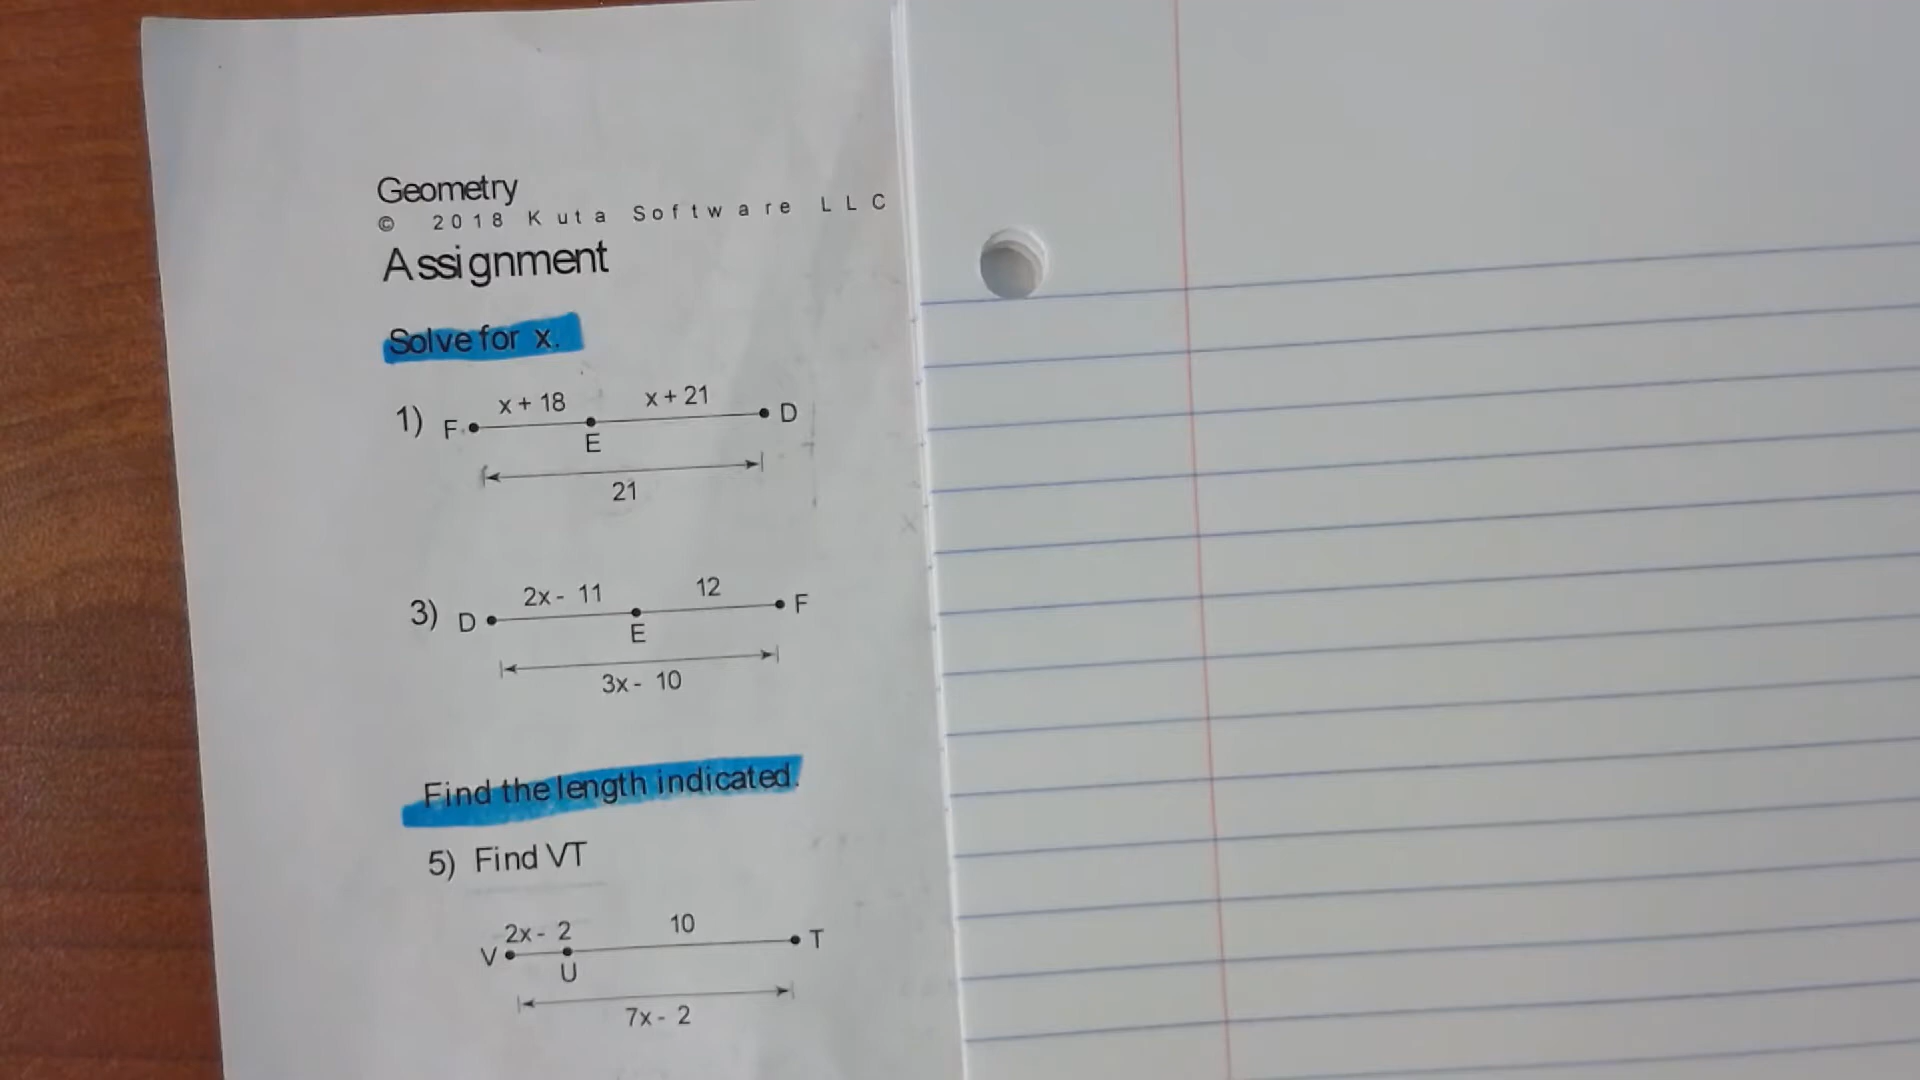 Geometry
© 2018 Kuta Software LLC
Assignment
Solve for x.
1) F x + 18 E x + 21 D
21
3) D 2x - 11 E 12 F
3x - 10
Find the length indicated.
5) Find VT
V 2x - 2 U 10 T
7x - 2